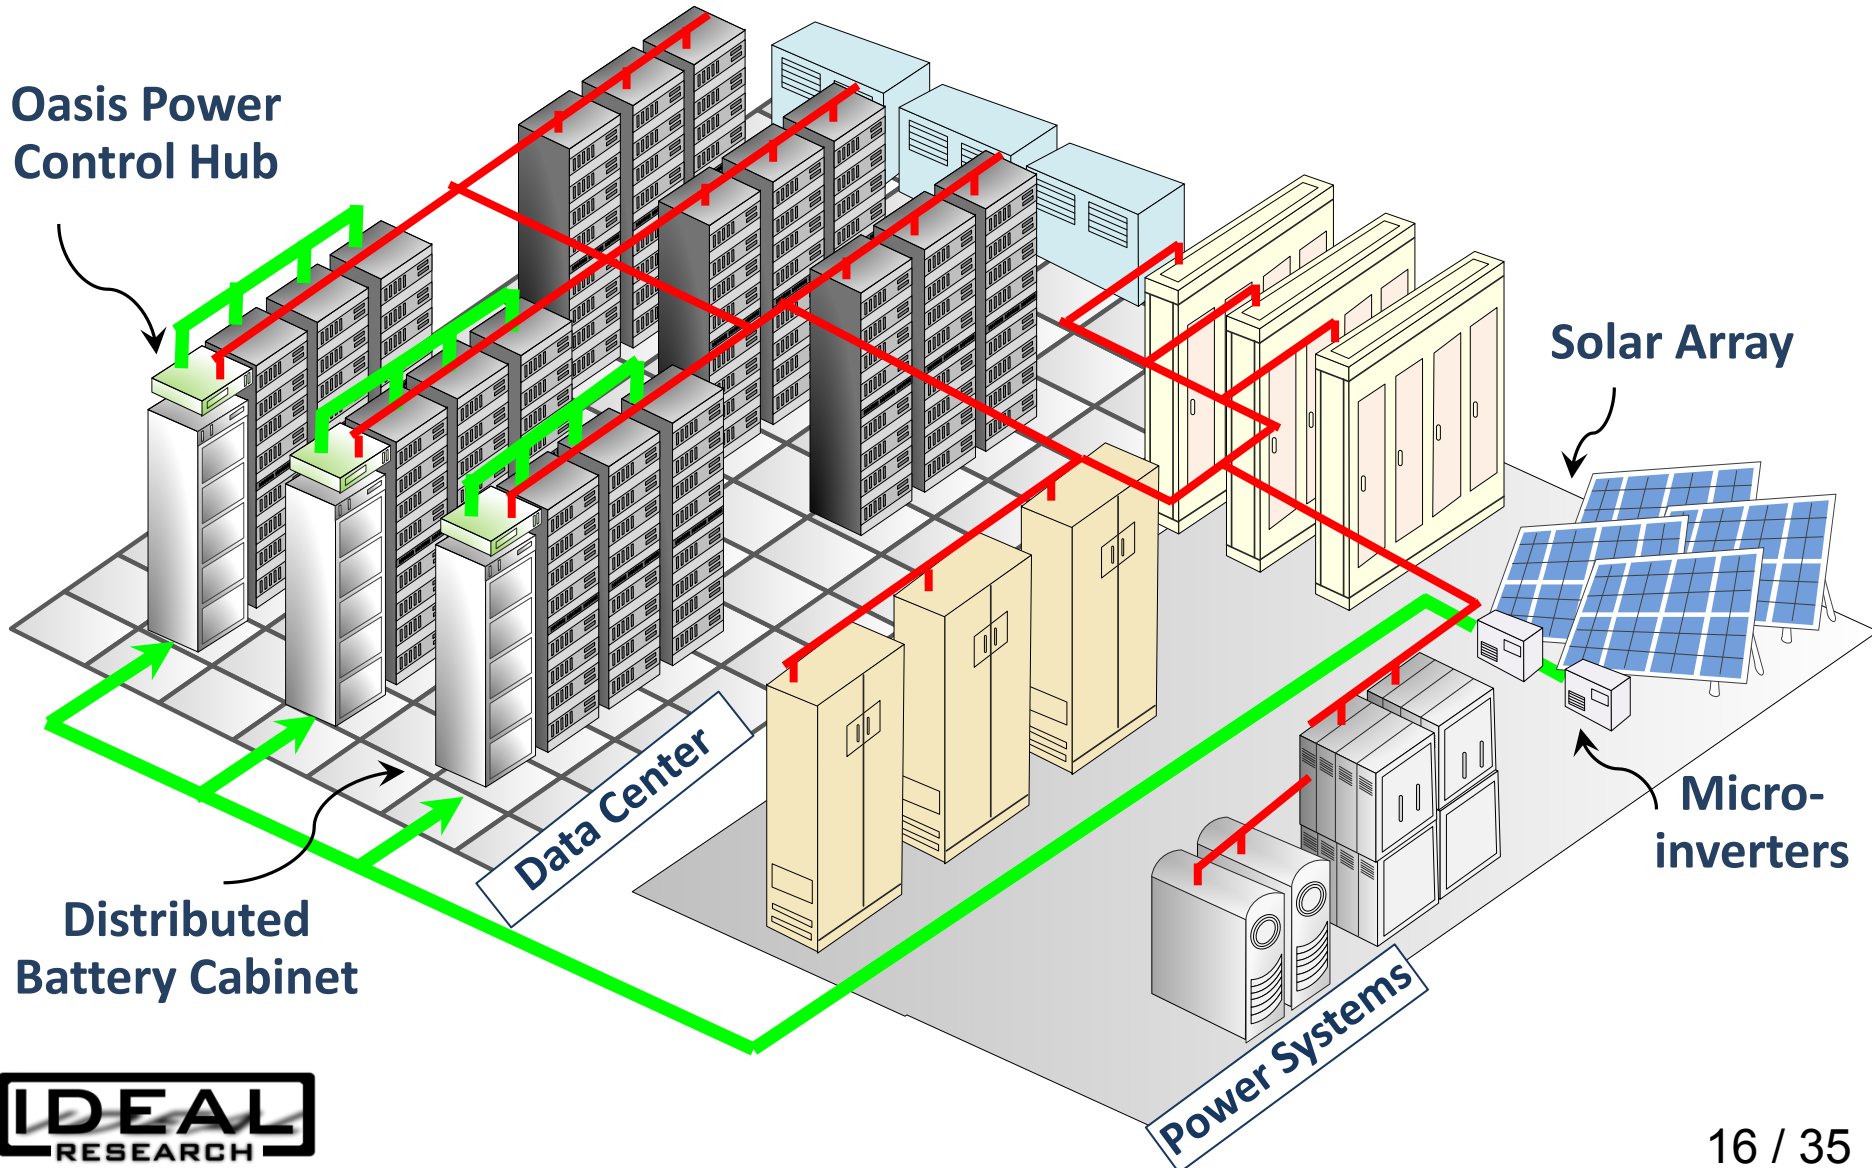 Oasis Power
Control Hub
Solar Array
Data Center
Micro-
inverters
Distributed
Battery Cabinet
Power Systems
IDEAL
RESEARCH
16 / 35